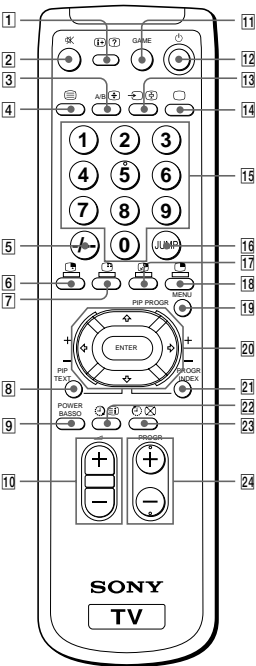 1
11
GAME
?
2
12
3
13
A/B
4
14
1 2 3
4 5 6
15
7 8 9
5
-/--
0
JUMP
16
17
6
18
7
MENU
19
PIP PROGR
+ +
ENTER
20
- -
PIP
TEXT
PROGR
INDEX
8
21
POWER
BASSO
22
9
23
PROGR
10
+ +
24
- -
SONY
TV